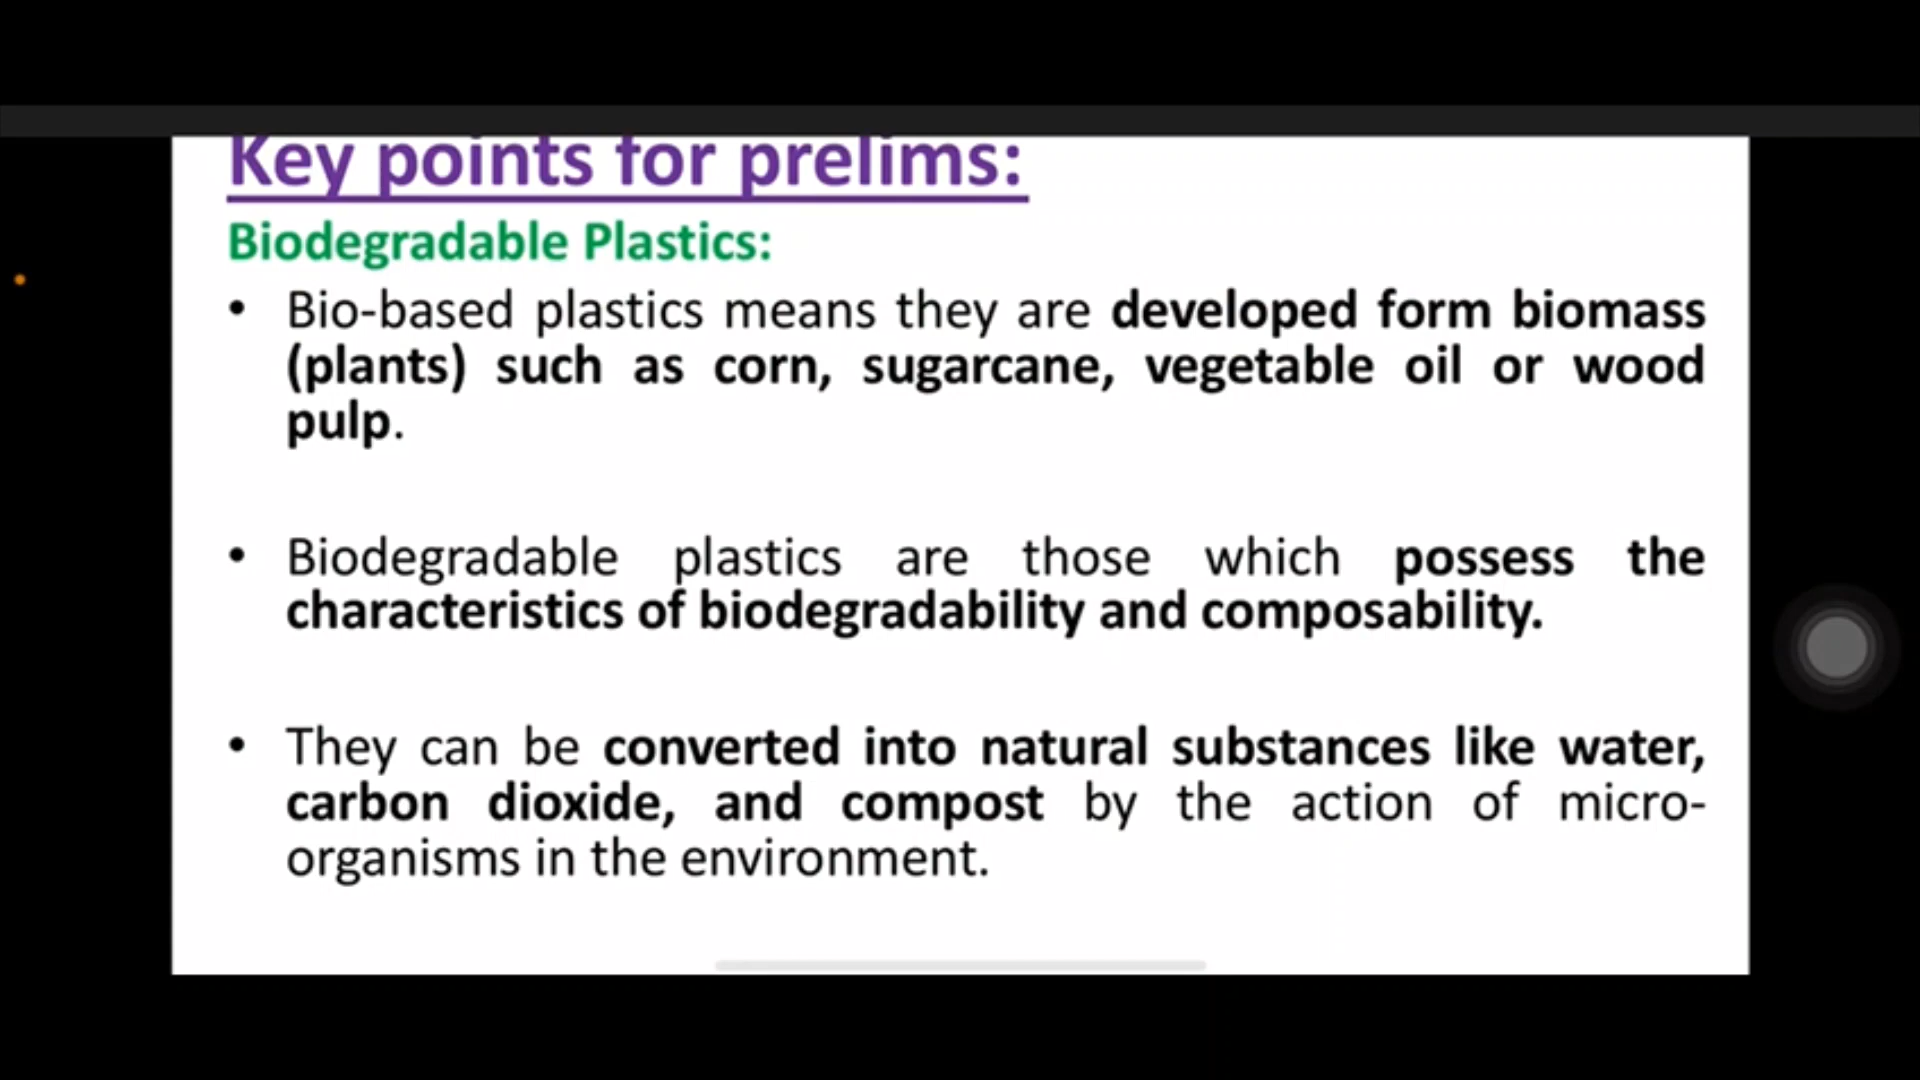 Key points for prelims:
Biodegradable Plastics:
• Bio-based plastics means they are developed form biomass
(plants) such as corn, sugarcane, vegetable oil or wood
pulp.
• Biodegradable plastics are those which possess the
characteristics of biodegradability and composability.
• They can be converted into natural substances like water,
carbon dioxide, and compost by the action of micro-
organisms in the environment.